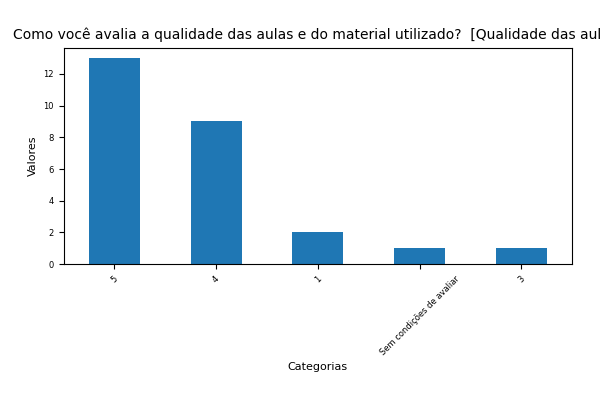 Como você avalia a qualidade das aulas e do material utilizado?  [Qualidade das aul
12
10
8
6
4
2
0
Valores
5
4
1
Sem condições de avaliar
3
Categorias